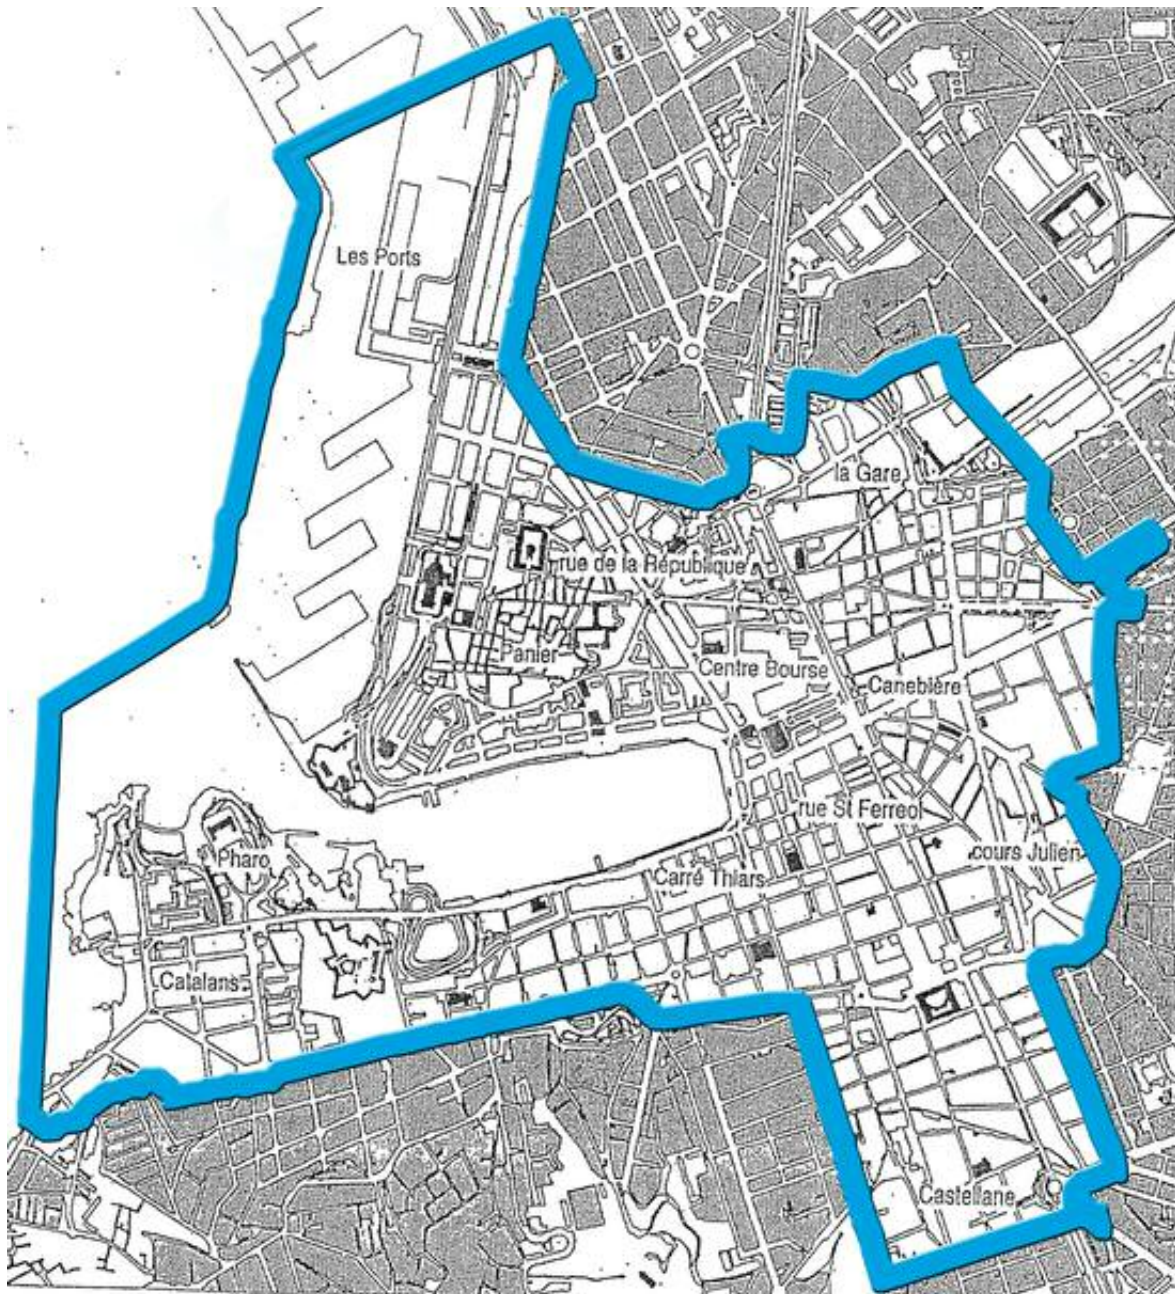 Les Ports
la Gare
rue de la République
Panier
Centre Bourse
Canebière
rue St Ferreol
Pharo
Carré Thiars
cours Julien
Catalans
Castellane